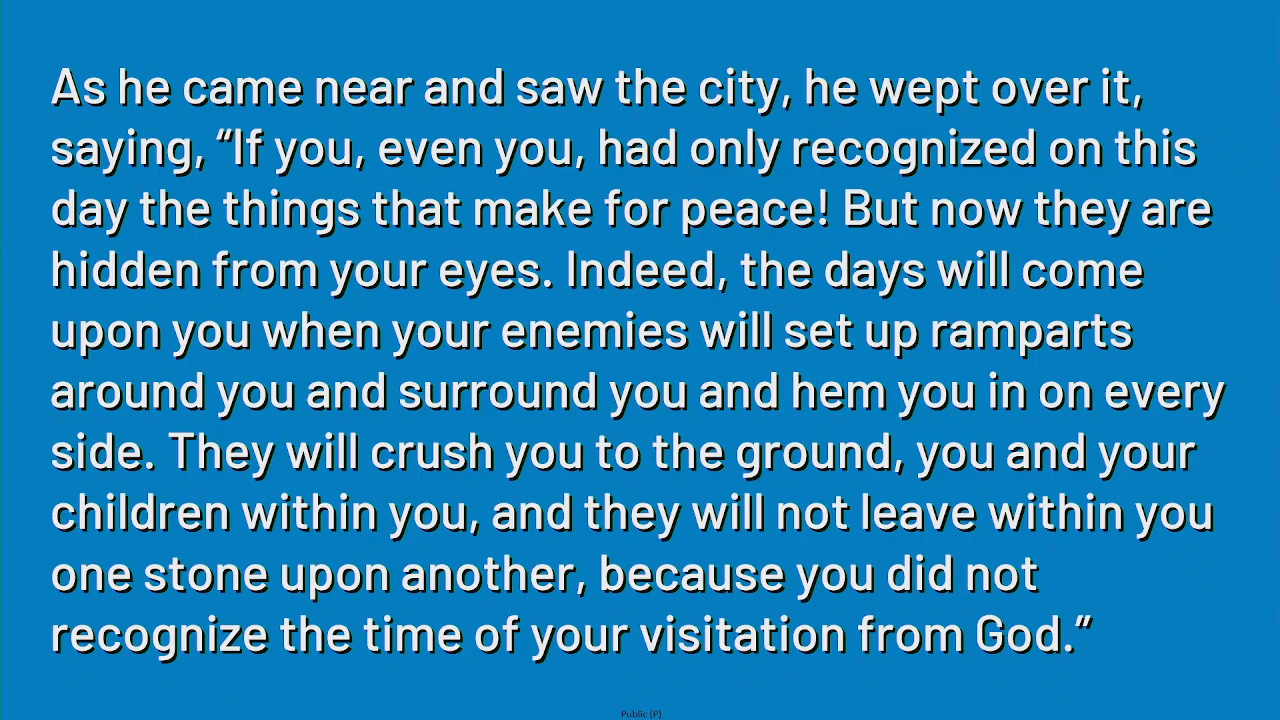 As he came near and saw the city, he wept over it,
saying, “If you, even you, had only recognized on this
day the things that make for peace! But now they are
hidden from your eyes. Indeed, the days will come
upon you when your enemies will set up ramparts
around you and surround you and hem you in on every
side. They will crush you to the ground, you and your
children within you, and they will not leave within you
one stone upon another, because you did not
recognize the time of your visitation from God.”
Public (P)